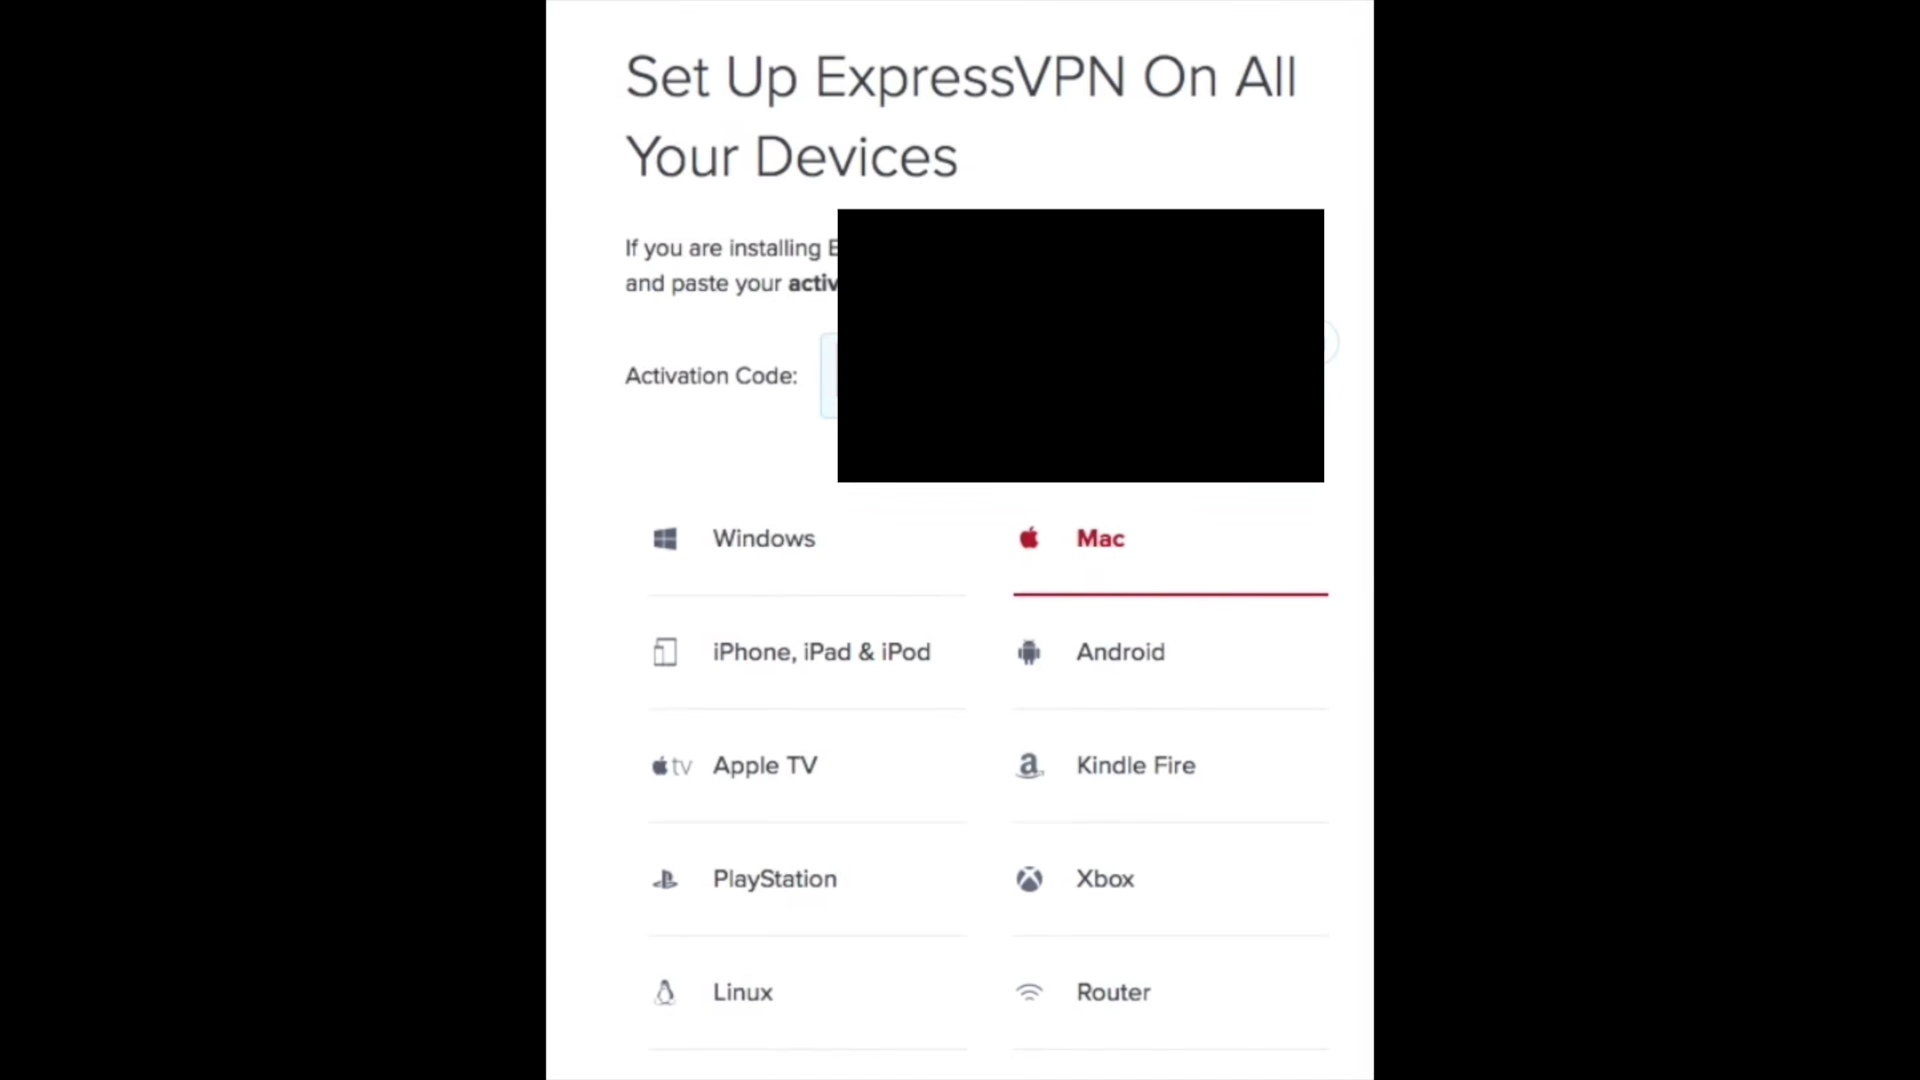 Set Up ExpressVPN On All
Your Devices
If you are installing
and paste your
Activation Code:
Windows
Mac
iPhone, iPad & iPod
Android
tv Apple TV
a Kindle Fire
PlayStation
Xbox
Linux
Router